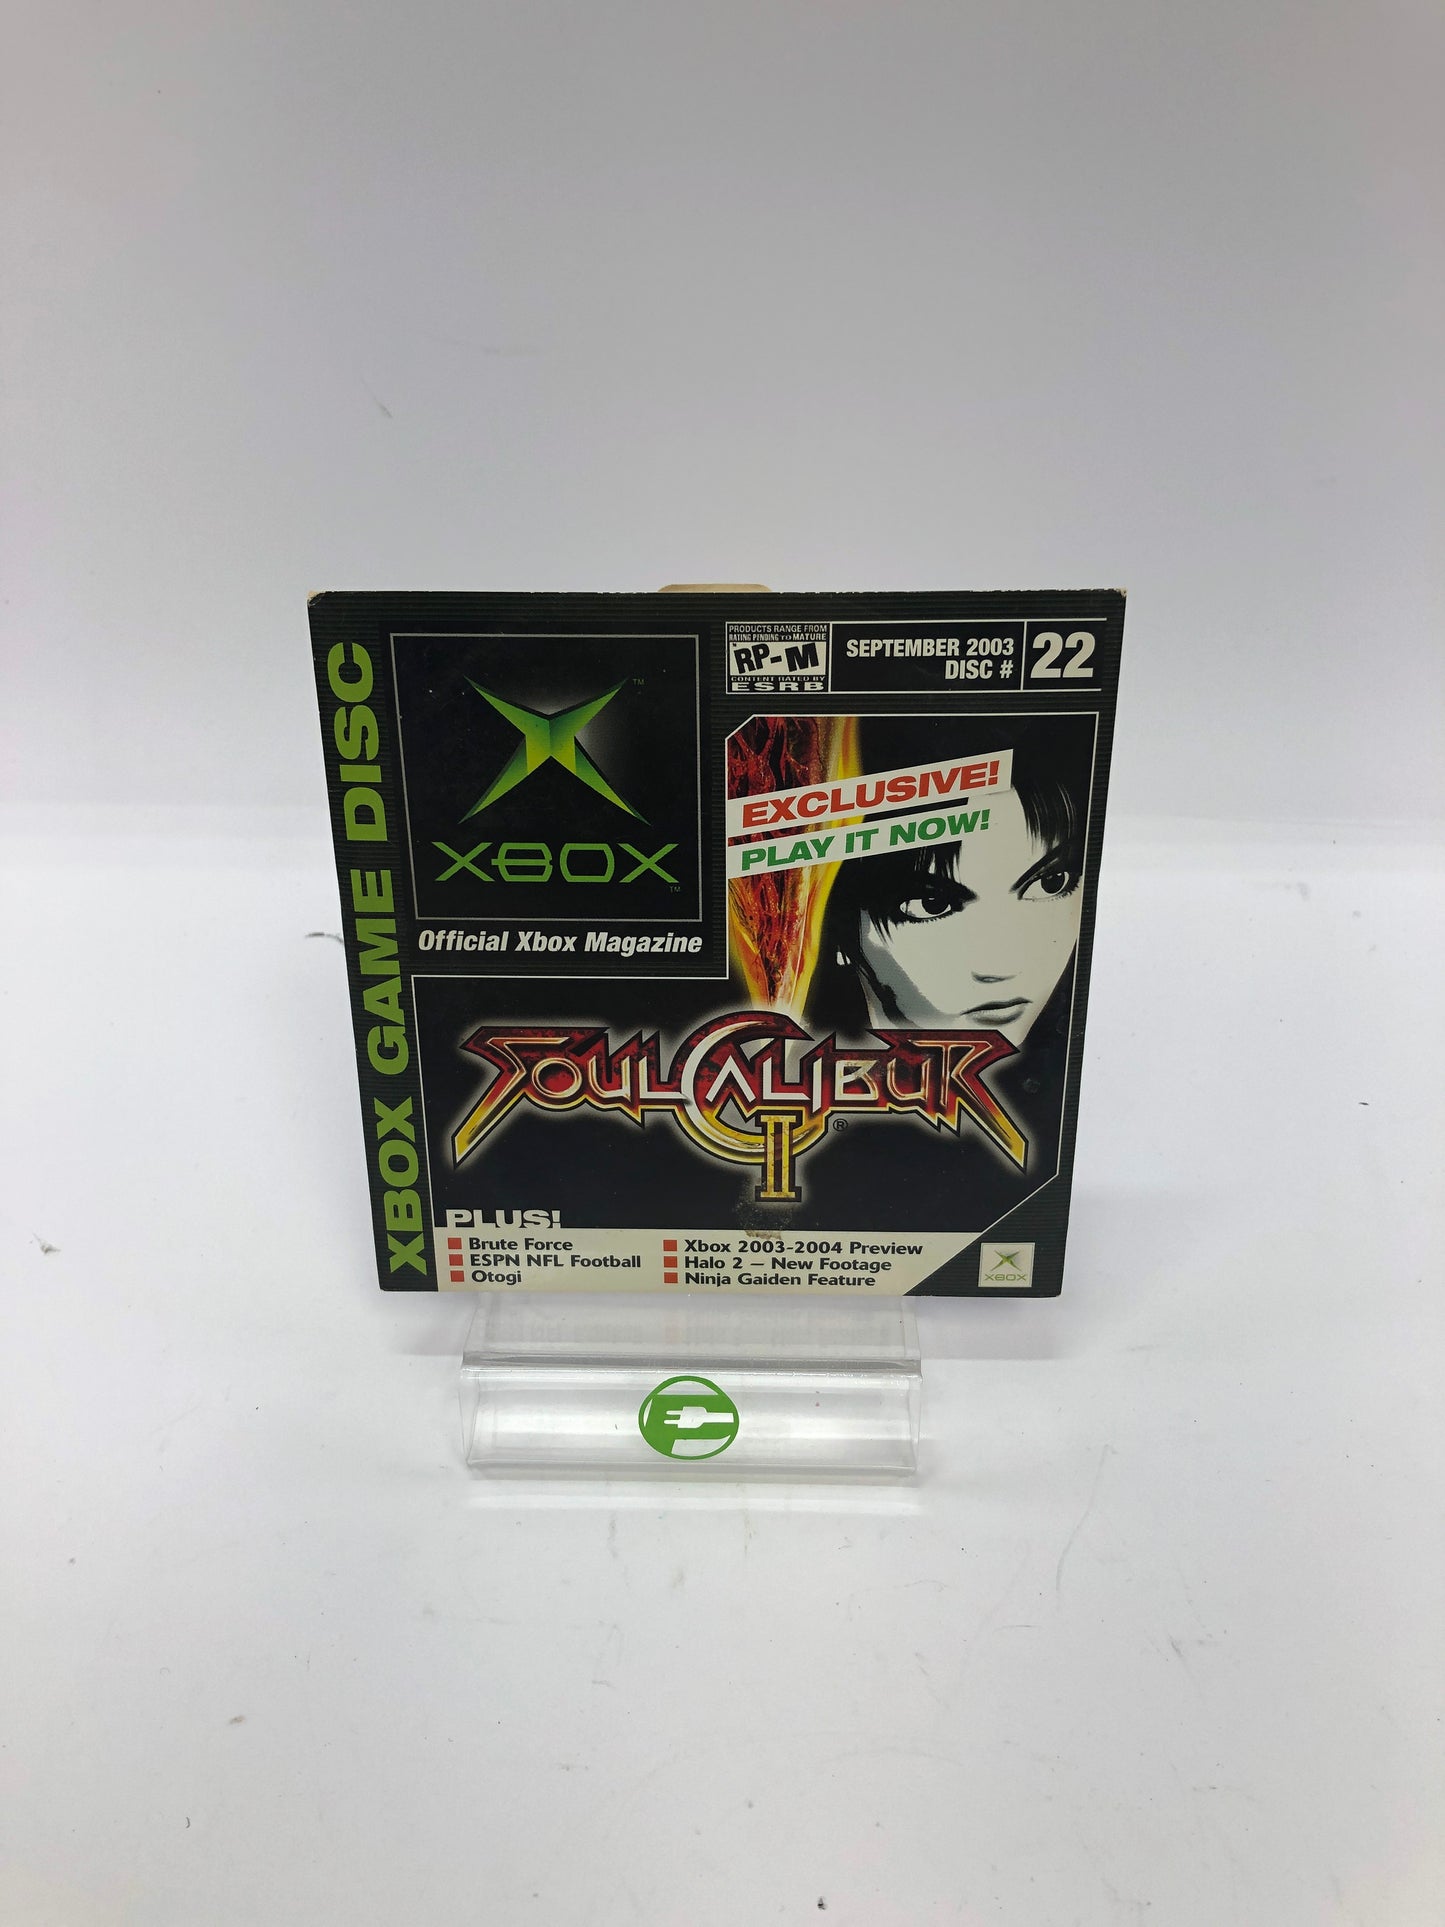 XBOX GAME DISC
TM
XBOX
TM
Official Xbox Magazine
PRODUCTS RANGE FROM
RATING PENDING TO MATURE
RP-M
CONTENT RATED BY
ESRB
SEPTEMBER 2003
DISC #
22
EXCLUSIVE!
PLAY IT NOW!
SOULCALIBUR
II
®
PLUS!
Brute Force
ESPN NFL Football
Otogi
Xbox 2003-2004 Preview
Halo 2 – New Footage
Ninja Gaiden Feature
XBOX